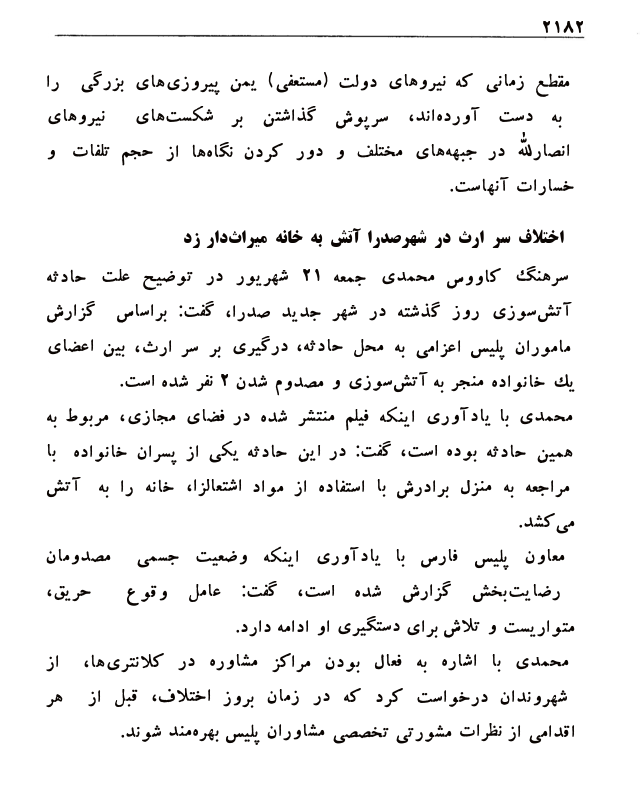 ۲۱۸۲
مقطع زمانی که نیروهای دولت (مستعفی) یمن پیروزی‌های بزرگی را
به دست آورده‌اند، سرپوش گذاشتن بر شکست‌های نیروهای
انصارالله در جبهه‌های مختلف و دور کردن نگاه‌ها از حجم تلفات و
خسارات آنهاست.
اختلاف سر ارث در شهرصدرا آتش به خانه میراث‌دار زد
سرهنگ کاووس محمدی جمعه ۲۱ شهریور در توضیح علت حادثه
آتش‌سوزی روز گذشته در شهر جدید صدرا، گفت: براساس گزارش
ماموران پلیس اعزامی به محل حادثه، درگیری بر سر ارث، بین اعضای
یك خانواده منجر به آتش‌سوزی و مصدوم شدن ۲ نفر شده است.
محمدی با یادآوری اینکه فیلم منتشر شده در فضای مجازی، مربوط به
همین حادثه بوده است، گفت: در این حادثه یکی از پسران خانواده با
مراجعه به منزل برادرش با استفاده از مواد اشتعالزا، خانه را به آتش
می‌کشد.
معاون پلیس فارس با یادآوری اینکه وضعیت جسمی مصدومان
رضایت‌بخش گزارش شده است، گفت: عامل وقوع حریق،
متواریست و تلاش برای دستگیری او ادامه دارد.
محمدی با اشاره به فعال بودن مراکز مشاوره در کلانتری‌ها، از
شهروندان درخواست کرد که در زمان بروز اختلاف، قبل از هر
اقدامی از نظرات مشورتی تخصصی مشاوران پلیس بهره‌مند شوند.